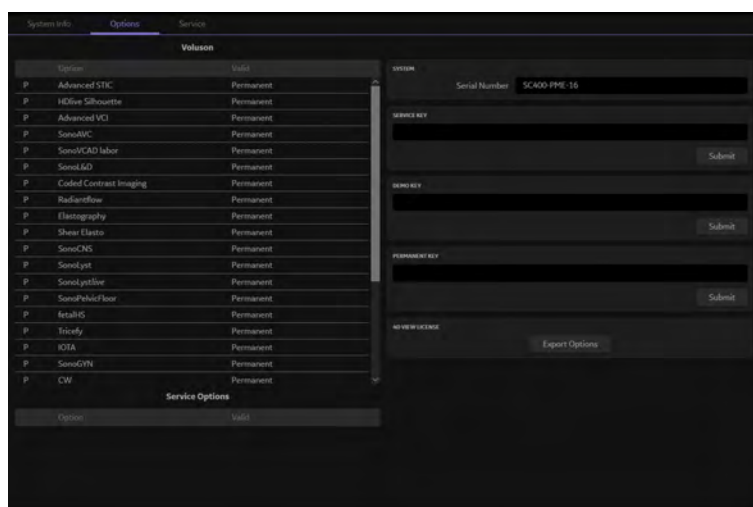 System Info Options Service
Voluson
Option Valid
P Advanced STIC Permanent
P HDlive Silhouette Permanent
P Advanced VCI Permanent
P SonoAVC Permanent
P SonoVCAD labor Permanent
P SonoL&D Permanent
P Coded Contrast Imaging Permanent
P Radiantflow Permanent
P Elastography Permanent
P Shear Elasto Permanent
P SonoCNS Permanent
P SonoLyst Permanent
P SonoLystlive Permanent
P SonoPelvicFloor Permanent
P fetalHS Permanent
P Tricefy Permanent
P IOTA Permanent
P SonoGYN Permanent
P CW Permanent
Service Options
Option Valid
SYSTEM
Serial Number SC400-PME-16
SERVICE KEY
Submit
DEMO KEY
Submit
PERMANENT KEY
Submit
4D VIEW LICENSE
Export Options